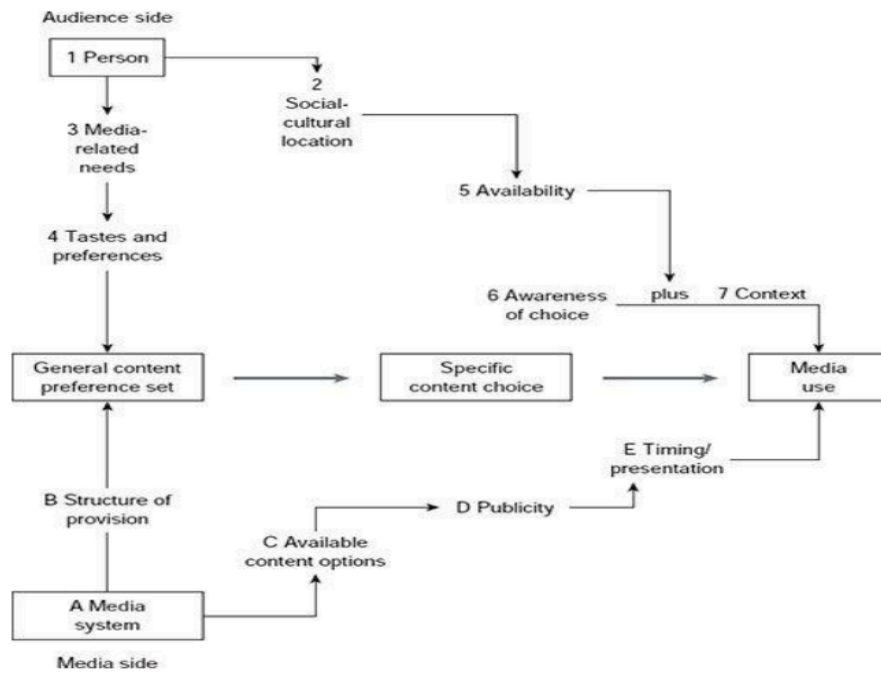 Audience side
1 Person
2
Social-
cultural
location
3 Media-
related
needs
5 Availability
4 Tastes and
preferences
6 Awareness
of choice
plus
7 Context
General content
preference set
Specific
content choice
Media
use
E Timing/
presentation
B Structure of
provision
D Publicity
C Available
content options
A Media
system
Media side